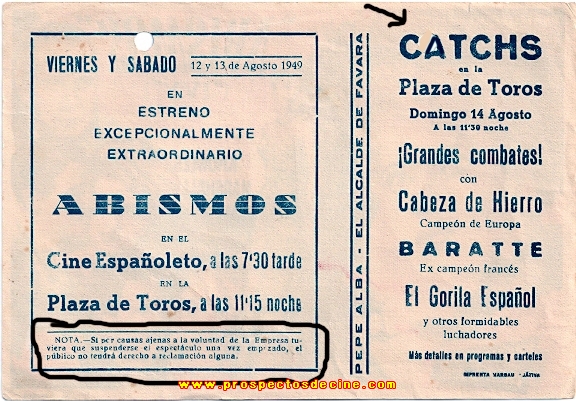 VIERNES Y SABADO
12 y 13 de Agosto 1949
EN
ESTRENO
EXCEPCIONALMENTE
EXTRAORDINARIO
ABISMOS
EN EL
Cine Españoleto, a las 7'30 tarde
EN LA
Plaza de Toros, a las 11'15 noche
NOTA.—Si por causas ajenas a la voluntad de la Empresa tu-
viera que suspenderse el espectáculo una vez empezado, el
público no tendrá derecho a reclamación alguna.
PEPE ALBA - EL ALCALDE DE FAVARA
CATCHS
en la
Plaza de Toros
Domingo 14 Agosto
A las 11'30 noche
¡Grandes combates!
con
Cabeza de Hierro
Campeón de Europa
BARATTE
Ex campeón francés
El Gorila Español
y otros formidables
luchadores
Más detalles en programas y carteles
IMPRENTA MARBAU - JÁTIVA
www.prospectosdecine.com